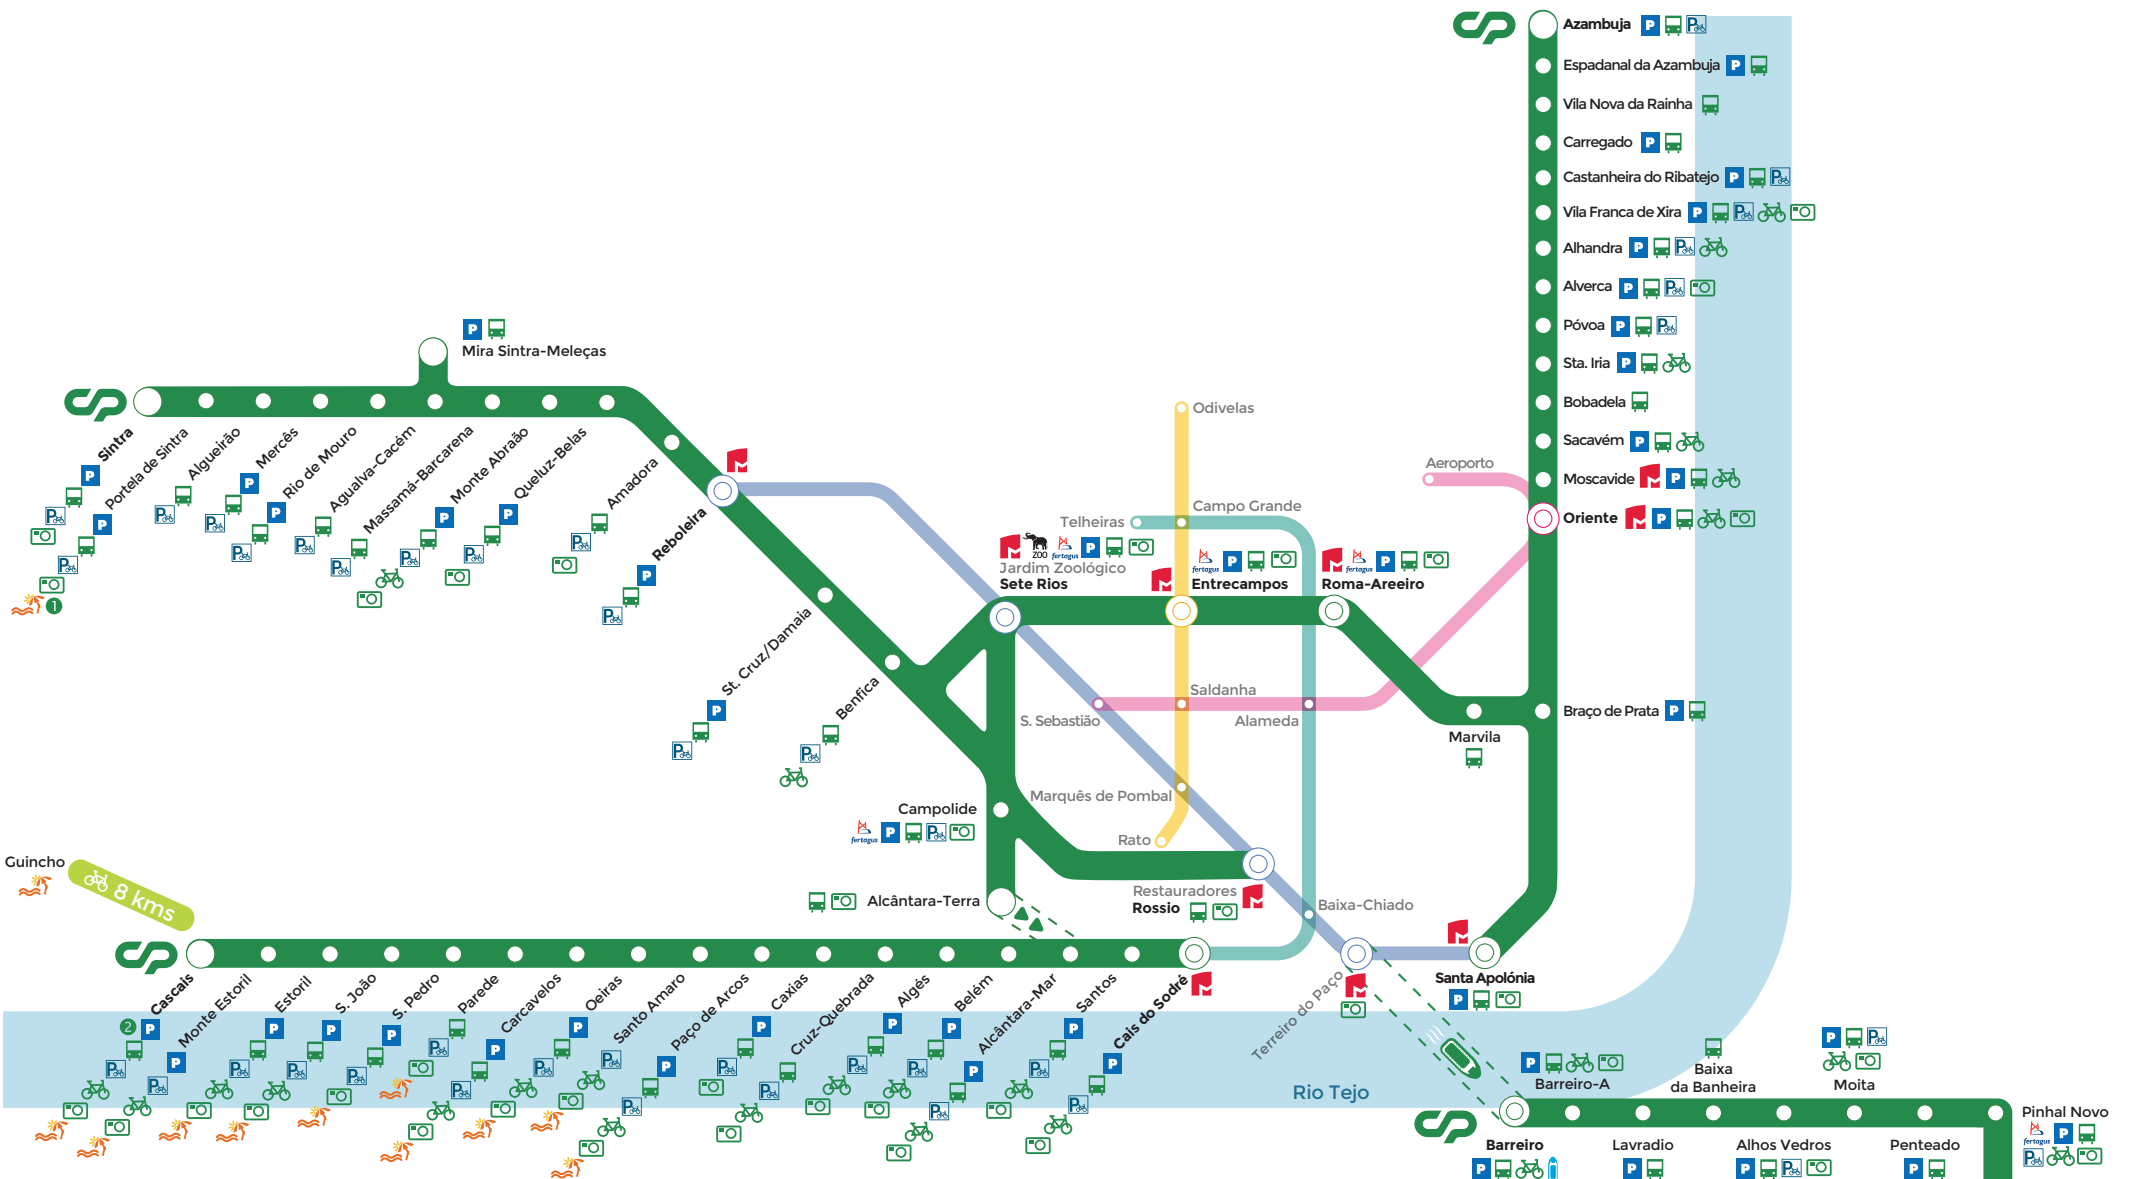 Azambuja
Espadanal da Azambuja
Vila Nova da Rainha
Carregado
Castanheira do Ribatejo
Vila Franca de Xira
Alhandra
Alverca
Póvoa
Sta. Iria
Bobadela
Sacavém
Moscavide
Oriente
Braço de Prata
Marvila
Mira Sintra-Meleças
Sintra
Portela de Sintra
Algueirão
Mercês
Rio de Mouro
Agualva-Cacém
Massamá-Barcarena
Monte Abraão
Queluz-Belas
Amadora
Reboleira
St. Cruz/Damaia
Benfica
1
Odivelas
Aeroporto
Campo Grande
Telheiras
ZOO
fertagus
Jardim Zoológico
Sete Rios
fertagus
Entrecampos
fertagus
Roma-Areeiro
Saldanha
S. Sebastião
Alameda
Marquês de Pombal
Rato
Campolide
fertagus
Alcântara-Terra
Restauradores
Rossio
Baixa-Chiado
Terreiro do Paço
Santa Apolónia
Guincho
8 kms
2
Cascais
Monte Estoril
Estoril
S. João
S. Pedro
Parede
Carcavelos
Oeiras
Santo Amaro
Paço de Arcos
Caxias
Cruz-Quebrada
Algés
Belém
Alcântara-Mar
Santos
Cais do Sodré
Rio Tejo
Barreiro
Barreiro-A
Lavradio
Baixa
da Banheira
Alhos Vedros
Moita
Penteado
Pinhal Novo
fertagus